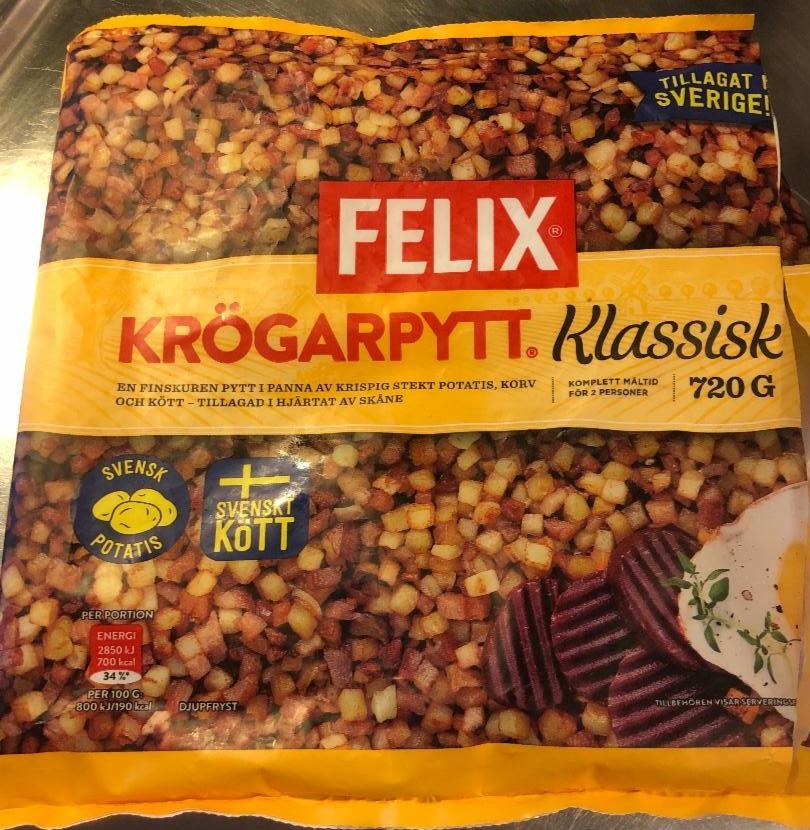 TILLAGAT I
SVERIGE!
FELIX®
KRÖGARPYTT® Klassisk
EN FINSKUREN PYTT I PANNA AV KRISPIG STEKT POTATIS, KORV
OCH KÖTT – TILLAGAD I HJÄRTAT AV SKÅNE
KOMPLETT MÅLTID
FÖR 2 PERSONER
720 G
SVENSK
POTATIS
SVENSKT
KÖTT
PER PORTION
ENERGI
2850 kJ
700 kcal
34 %*
PER 100 G:
800 kJ/190 kcal
DJUPFRYST
TILLBEHÖREN VISAR